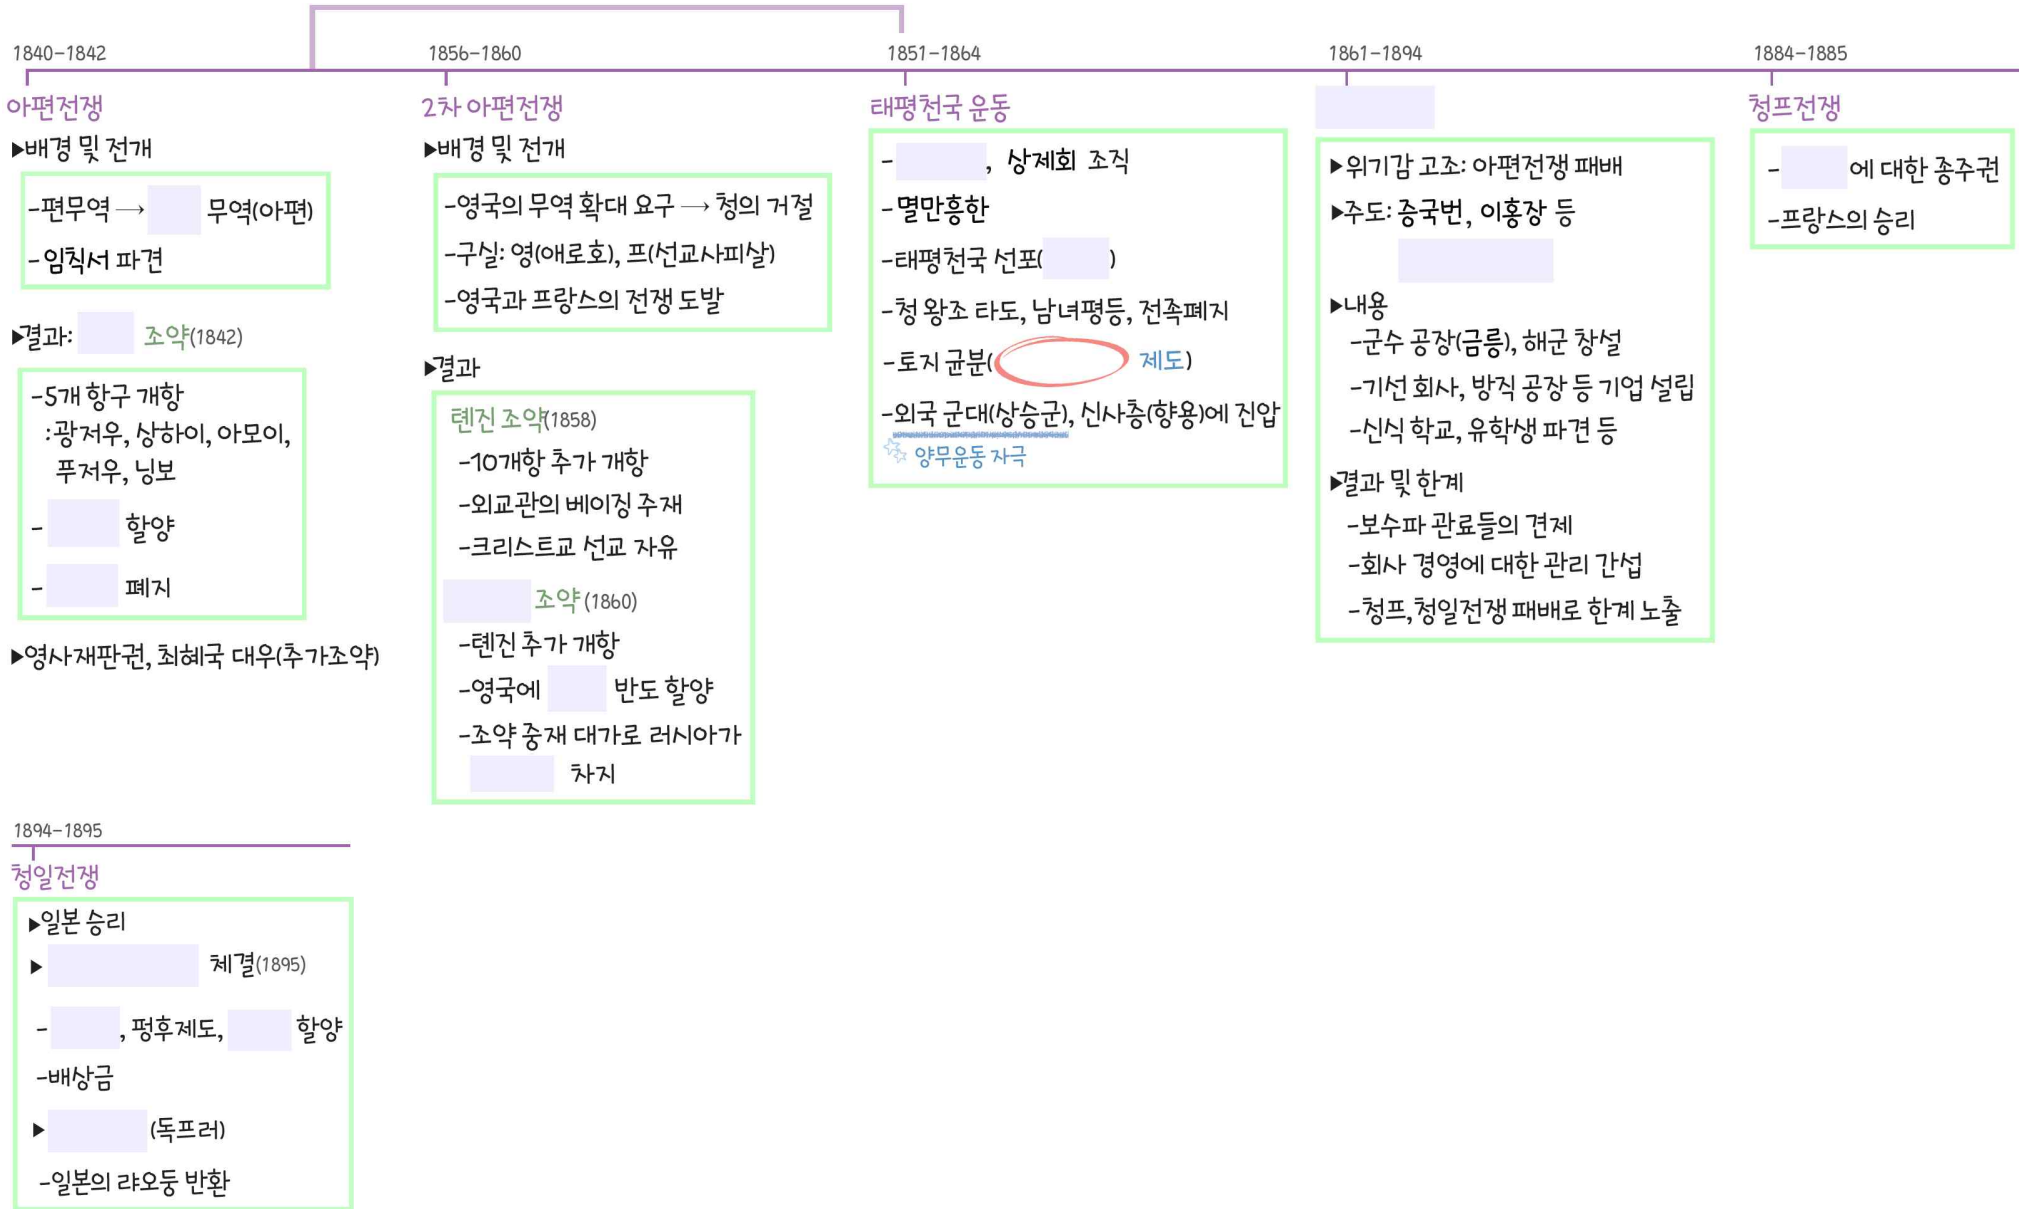 1840-1842
아편전쟁
▶배경 및 전개
-편무역 → 무역(아편)
-임칙서 파견
▶결과: 조약(1842)
-5개 항구 개항
:광저우, 상하이, 아모이,
푸저우, 닝보
- 할양
- 폐지
▶영사재판권, 최혜국 대우(추가조약)
1856-1860
2차 아편전쟁
▶배경 및 전개
-영국의 무역 확대 요구 → 청의 거절
-구실: 영(애로호), 프(선교사피살)
-영국과 프랑스의 전쟁 도발
▶결과
톈진 조약(1858)
-10개항 추가 개항
-외교관의 베이징 주재
-크리스트교 선교 자유
조약 (1860)
-톈진 추가 개항
-영국에 반도 할양
-조약 중재 대가로 러시아가
차지
1851-1864
태평천국 운동
- , 상제회 조직
-멸만흥한
-태평천국 선포( )
-청 왕조 타도, 남녀평등, 전족폐지
-토지 균분( 제도)
-외국 군대(상승군), 신사층(향용)에 진압
양무운동 자극
1861-1894
▶위기감 고조: 아편전쟁 패배
▶주도: 증국번, 이홍장 등
▶내용
-군수 공장(금릉), 해군 창설
-기선 회사, 방직 공장 등 기업 설립
-신식 학교, 유학생 파견 등
▶결과 및 한계
-보수파 관료들의 견제
-회사 경영에 대한 관리 간섭
-청프,청일전쟁 패배로 한계 노출
1884-1885
청프전쟁
- 에 대한 종주권
-프랑스의 승리
1894-1895
청일전쟁
▶일본 승리
▶ 체결(1895)
- , 펑후제도, 할양
-배상금
▶ (독프러)
-일본의 랴오둥 반환